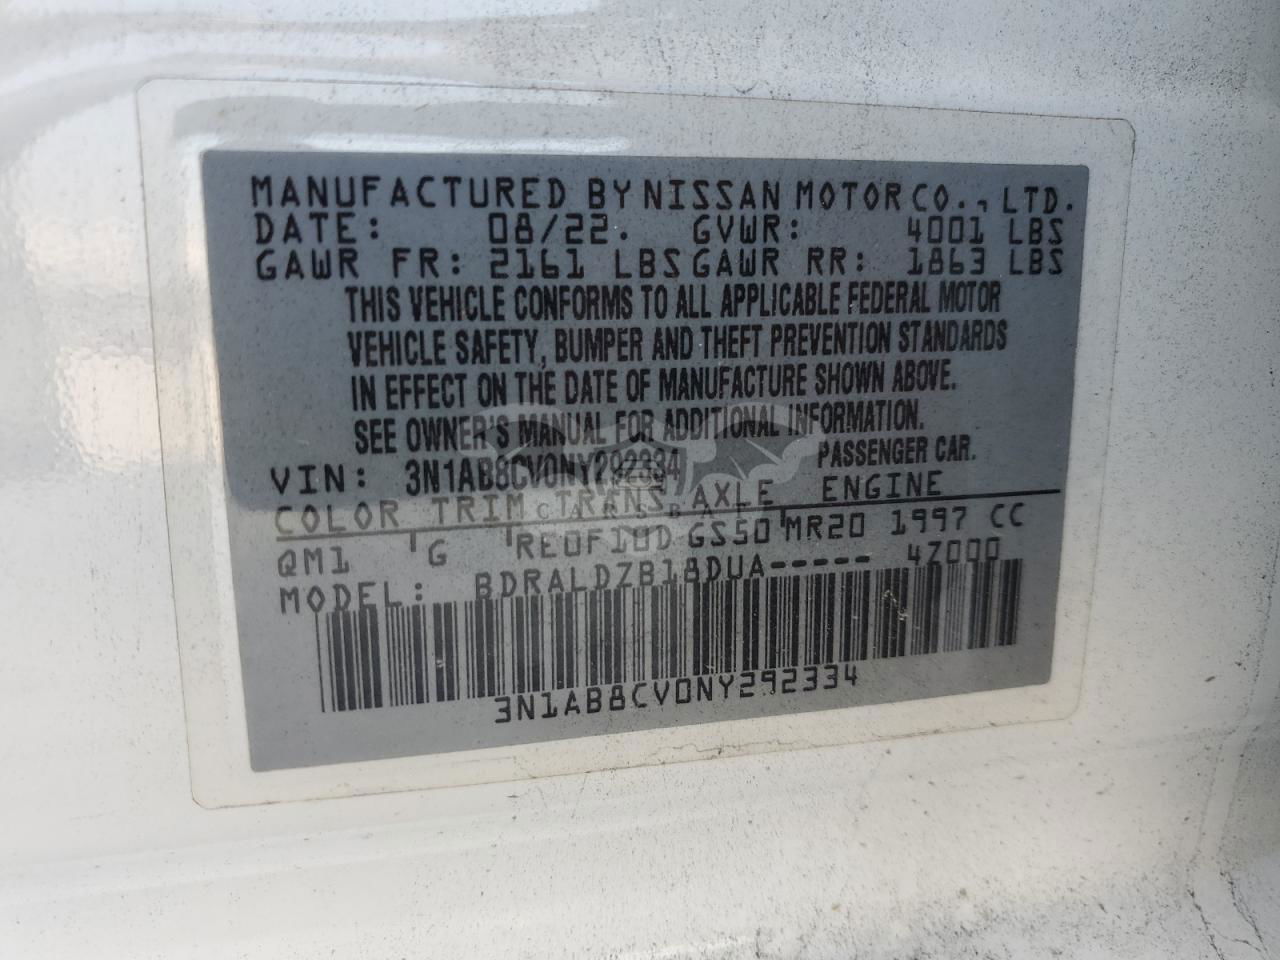 MANUFACTURED BY NISSAN MOTOR CO., LTD.
DATE: 08/22. GVWR: 4001 LBS
GAWR FR: 2161 LBS GAWR RR: 1863 LBS
THIS VEHICLE CONFORMS TO ALL APPLICABLE FEDERAL MOTOR
VEHICLE SAFETY, BUMPER AND THEFT PREVENTION STANDARDS
IN EFFECT ON THE DATE OF MANUFACTURE SHOWN ABOVE.
SEE OWNER'S MANUAL FOR ADDITIONAL INFORMATION.
VIN: 3N1AB8CV0NY292334 PASSENGER CAR.
COLOR TRIM TRANS AXLE ENGINE
QM1 G RE0F10D GS50 MR20 1997 CC
MODEL: BDRALDZB18DUA----- 4Z000
3N1AB8CV0NY292334